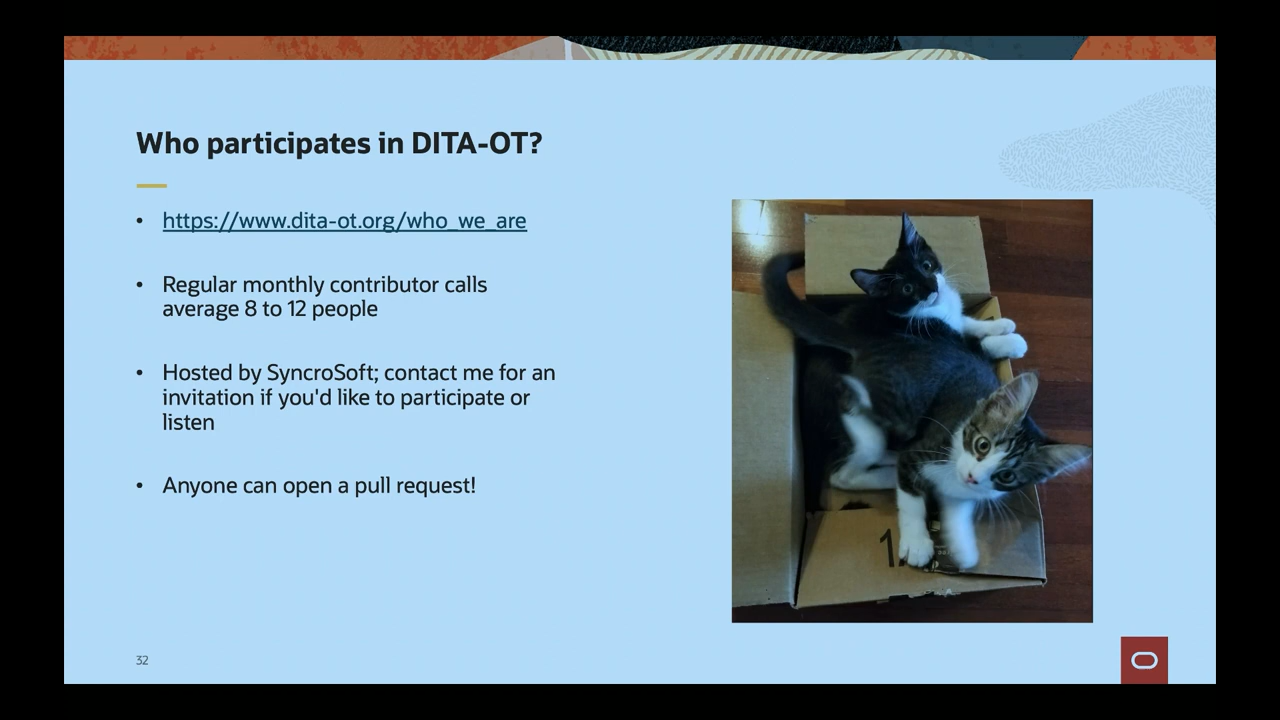 Who participates in DITA-OT?
• https://www.dita-ot.org/who_we_are
• Regular monthly contributor calls
average 8 to 12 people
• Hosted by SyncroSoft; contact me for an
invitation if you'd like to participate or
listen
• Anyone can open a pull request!
32